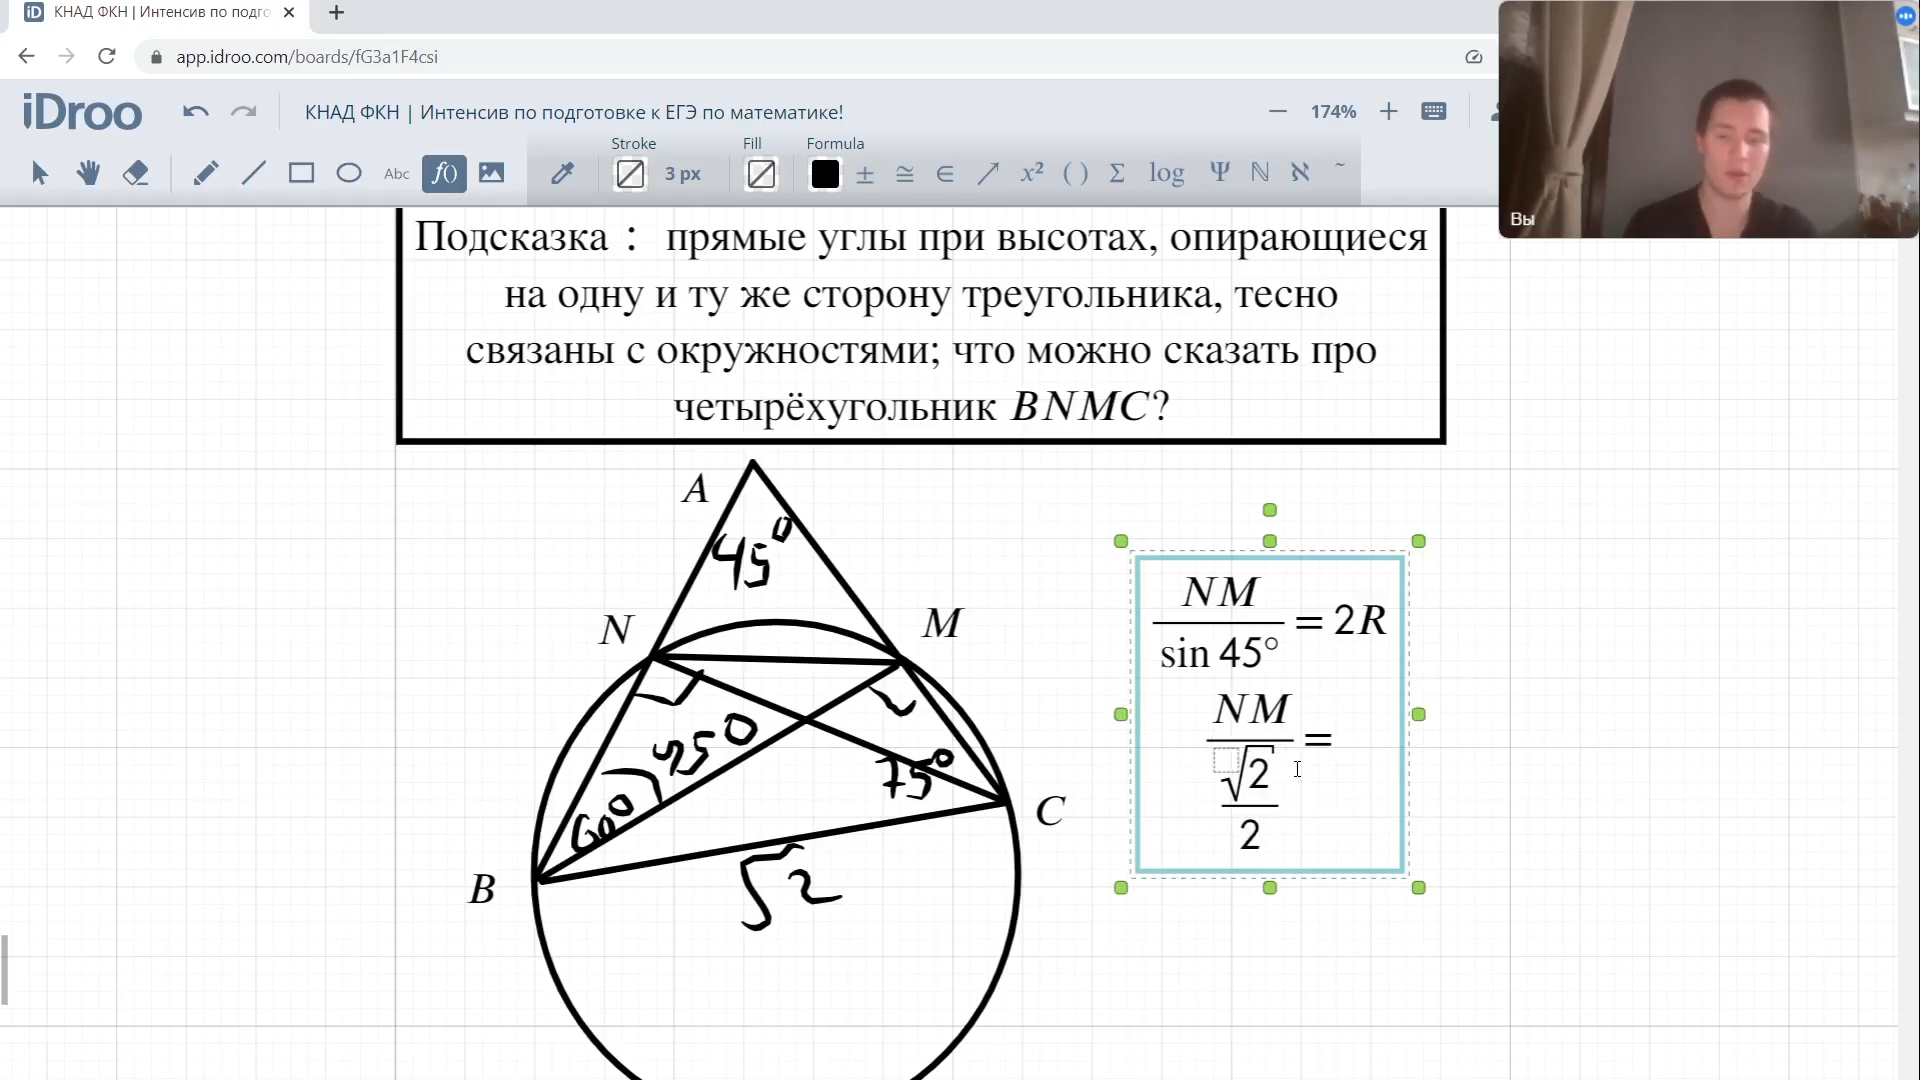 КНАД ФКН | Интенсив по подго
app.idroo.com/boards/fG3a1F4csi
iDroo
КНАД ФКН | Интенсив по подготовке к ЕГЭ по математике!
174%
Stroke
Fill
Formula
Abc
f()
3 px
± ≅ ∈ x² ( ) Σ log Ψ ℕ ℵ ~
Вы
Подсказка : прямые углы при высотах, опирающиеся
на одну и ту же сторону треугольника, тесно
связаны с окружностями; что можно сказать про
четырёхугольник BNMC?
A
45°
N
M
NM / sin 45° = 2R
NM / (√2 / 2) =
45°
75°
60°
C
B
√2